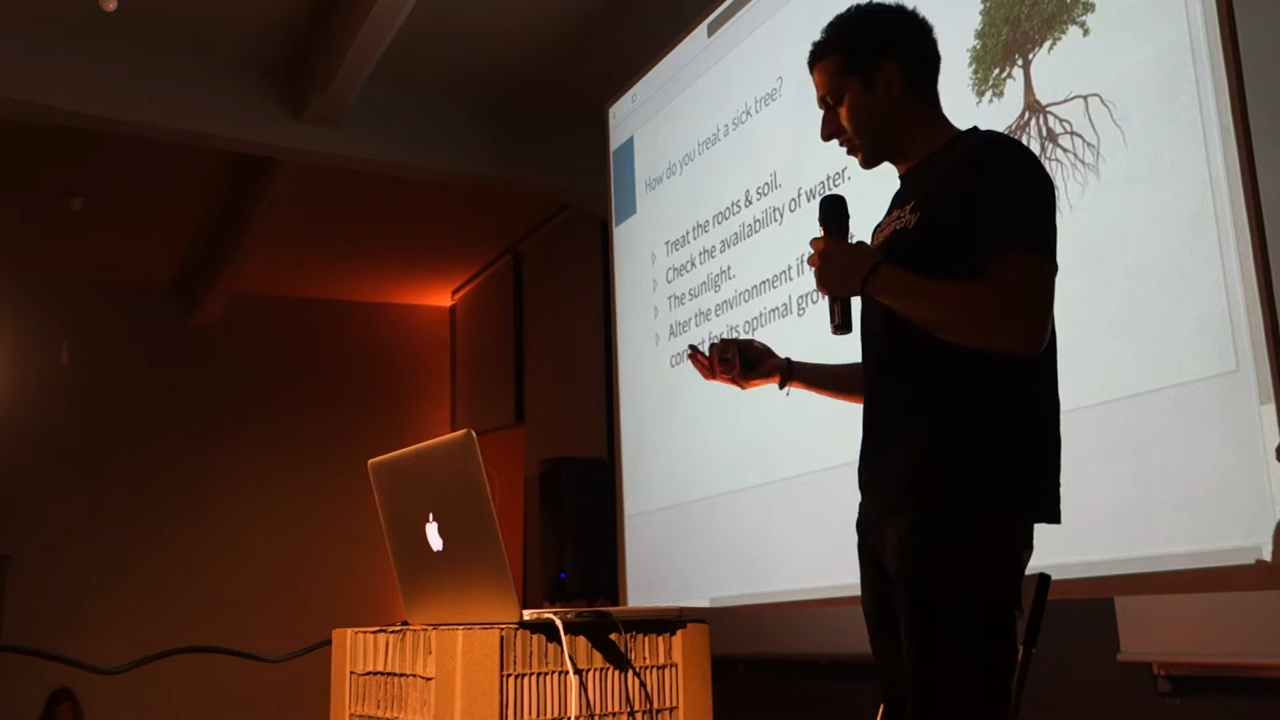 How do you treat a sick tree?
Treat the roots & soil.
Check the availability of water.
The sunlight.
Alter the environment if
for its optimal